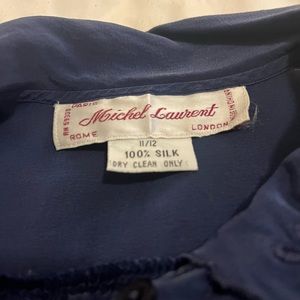 PARIS
Michel Laurent
ROME
LONDON
11/12
100% SILK
DRY CLEAN ONLY